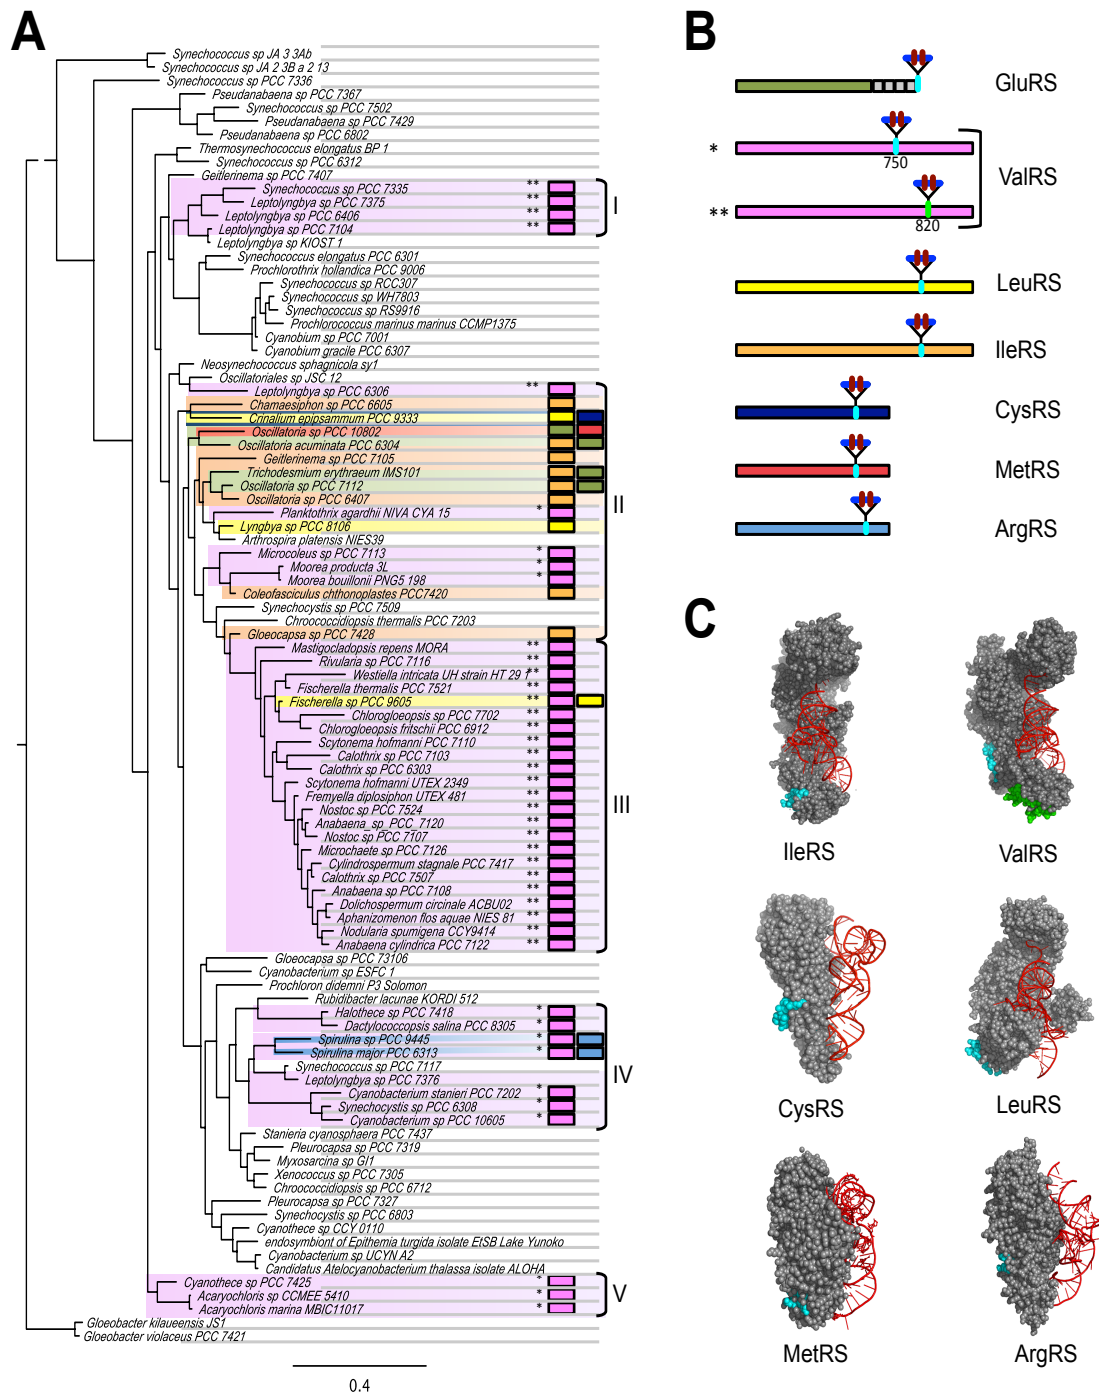 A
Synechococcus sp JA 3 3Ab
Synechococcus sp JA 2 3B a 2 13
Synechococcus sp PCC 7336
Pseudanabaena sp PCC 7367
Synechococcus sp PCC 7502
Pseudanabaena sp PCC 7429
Pseudanabaena sp PCC 6802
Thermosynechococcus elongatus BP 1
Synechococcus sp PCC 6312
Geitlerinema sp PCC 7407
Synechococcus sp PCC 7335 **
Leptolyngbya sp PCC 7375 **
Leptolyngbya sp PCC 6406 **
I
Leptolyngbya sp PCC 7104 **
Leptolyngbya sp KIOST 1
Synechococcus elongatus PCC 6301
Prochlorothrix hollandica PCC 9006
Synechococcus sp RCC307
Synechococcus sp WH7803
Synechococcus sp RS9916
Prochlorococcus marinus marinus CCMP1375
Cyanobium sp PCC 7001
Cyanobium gracile PCC 6307
Neosynechococcus sphagnicola sy1
Oscillatoriales sp JSC 12
Leptolyngbya sp PCC 6306 **
Chamaesiphon sp PCC 6605
Crinalium epipsammum PCC 9333
Oscillatoria sp PCC 10802
Oscillatoria acuminata PCC 6304
Geitlerinema sp PCC 7105
Trichodesmium erythraeum IMS101
Oscillatoria sp PCC 7112
Oscillatoria sp PCC 6407
II
Planktothrix agardhii NIVA CYA 15 *
Lyngbya sp PCC 8106
Arthrospira platensis NIES39
Microcoleus sp PCC 7113 *
Moorea producta 3L *
Moorea bouillonii PNG5 198 *
Coleofasciculus chthonoplastes PCC7420
Synechocystis sp PCC 7509
Chroococcidiopsis thermalis PCC 7203
Gloeocapsa sp PCC 7428
Mastigocladopsis repens MORA **
Rivularia sp PCC 7116 **
Westiella intricata UH strain HT 29 1 **
Fischerella thermalis PCC 7521 **
Fischerella sp PCC 9605 **
Chlorogloeopsis sp PCC 7702 **
Chlorogloeopsis fritschii PCC 6912 **
Scytonema hofmanni PCC 7110 **
Calothrix sp PCC 7103 **
Calothrix sp PCC 6303 **
Scytonema hofmanni UTEX 2349 **
Fremyella diplosiphon UTEX 481 **
III
Nostoc sp PCC 7524 **
Anabaena_sp_PCC_7120 **
Nostoc sp PCC 7107 **
Microchaete sp PCC 7126 **
Cylindrospermum stagnale PCC 7417 **
Calothrix sp PCC 7507 **
Anabaena sp PCC 7108 **
Dolichospermum circinale ACBU02 **
Aphanizomenon flos aquae NIES 81 **
Nodularia spumigena CCY9414 **
Anabaena cylindrica PCC 7122 **
Gloeocapsa sp PCC 73106
Cyanobacterium sp ESFC 1
Prochloron didemni P3 Solomon
Rubidibacter lacunae KORDI 512
Halothece sp PCC 7418 *
Dactylococcopsis salina PCC 8305 *
Spirulina sp PCC 9445 *
Spirulina major PCC 6313 *
Synechococcus sp PCC 7117
IV
Leptolyngbya sp PCC 7376
Cyanobacterium stanieri PCC 7202 *
Synechocystis sp PCC 6308 *
Cyanobacterium sp PCC 10605 *
Stanieria cyanosphaera PCC 7437
Pleurocapsa sp PCC 7319
Myxosarcina sp GI1
Xenococcus sp PCC 7305
Chroococcidiopsis sp PCC 6712
Pleurocapsa sp PCC 7327
Synechocystis sp PCC 6803
Cyanothece sp CCY 0110
endosymbiont of Epithemia turgida isolate EtSB Lake Yunoko
Cyanobacterium sp UCYN A2
Candidatus Atelocyanobacterium thalassa isolate ALOHA
Cyanothece sp PCC 7425 *
Acaryochloris sp CCMEE 5410 *
V
Acaryochloris marina MBIC11017 *
Gloeobacter kilaueensis JS1
Gloeobacter violaceus PCC 7421
0.4
B
GluRS
*
750
ValRS
**
820
LeuRS
IleRS
CysRS
MetRS
ArgRS
C
IleRS
ValRS
CysRS
LeuRS
MetRS
ArgRS